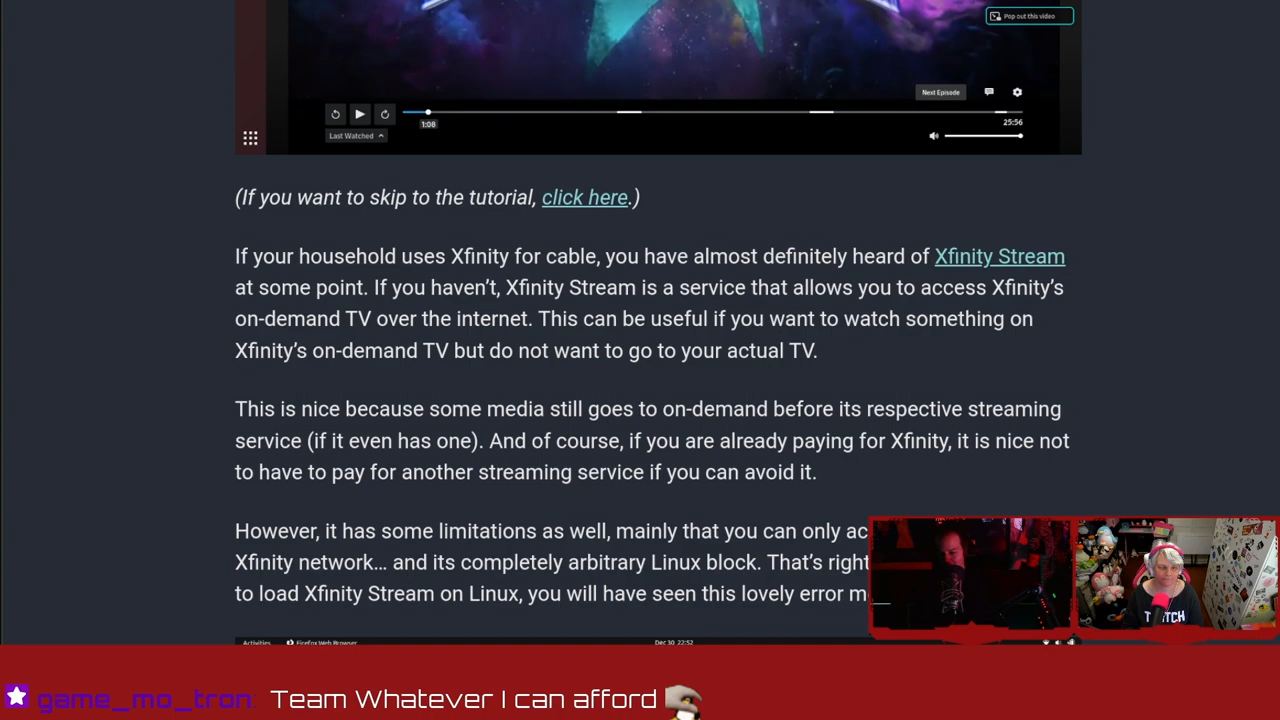 Pop out this video
Next Episode
1:08
25:56
Last Watched
(If you want to skip to the tutorial, click here.)
If your household uses Xfinity for cable, you have almost definitely heard of Xfinity Stream
at some point. If you haven’t, Xfinity Stream is a service that allows you to access Xfinity’s
on-demand TV over the internet. This can be useful if you want to watch something on
Xfinity’s on-demand TV but do not want to go to your actual TV.
This is nice because some media still goes to on-demand before its respective streaming
service (if it even has one). And of course, if you are already paying for Xfinity, it is nice not
to have to pay for another streaming service if you can avoid it.
However, it has some limitations as well, mainly that you can only ac
Xfinity network… and its completely arbitrary Linux block. That’s right
to load Xfinity Stream on Linux, you will have seen this lovely error m
TWITCH
Activities Firefox Web Browser Dec 30 22:52
game_mo_tron: Team Whatever I can afford